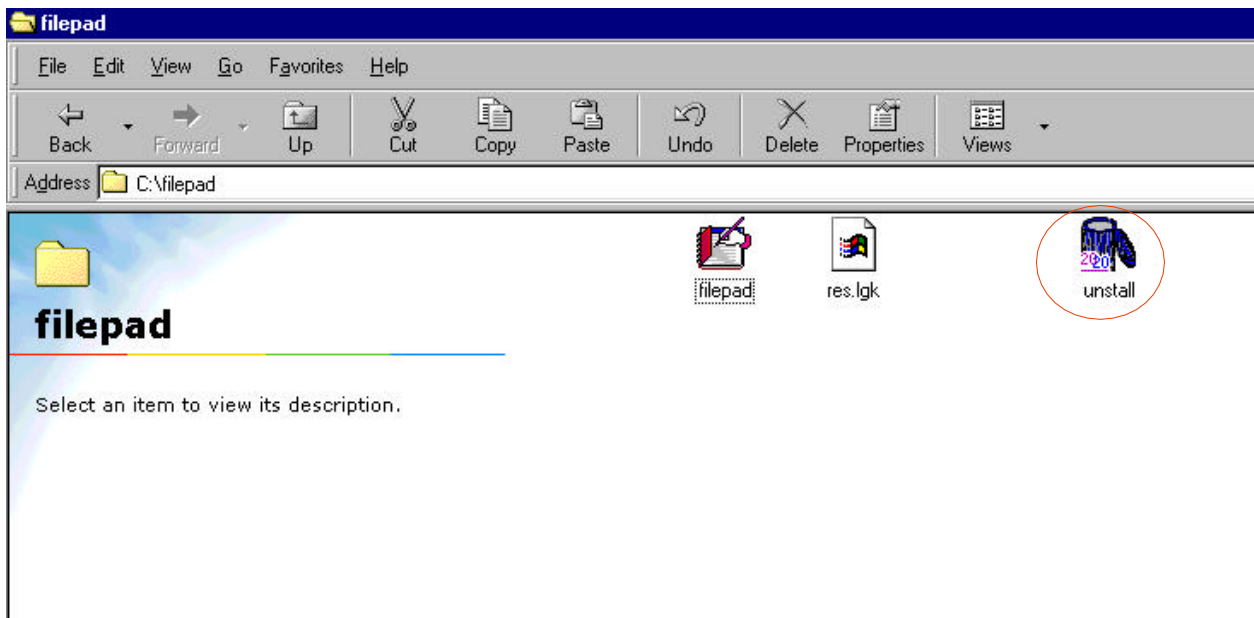 filepad
File Edit View Go Favorites Help
Back Forward Up Cut Copy Paste Undo Delete Properties Views
Address C:\filepad
filepad res.lgk unstall
filepad
Select an item to view its description.